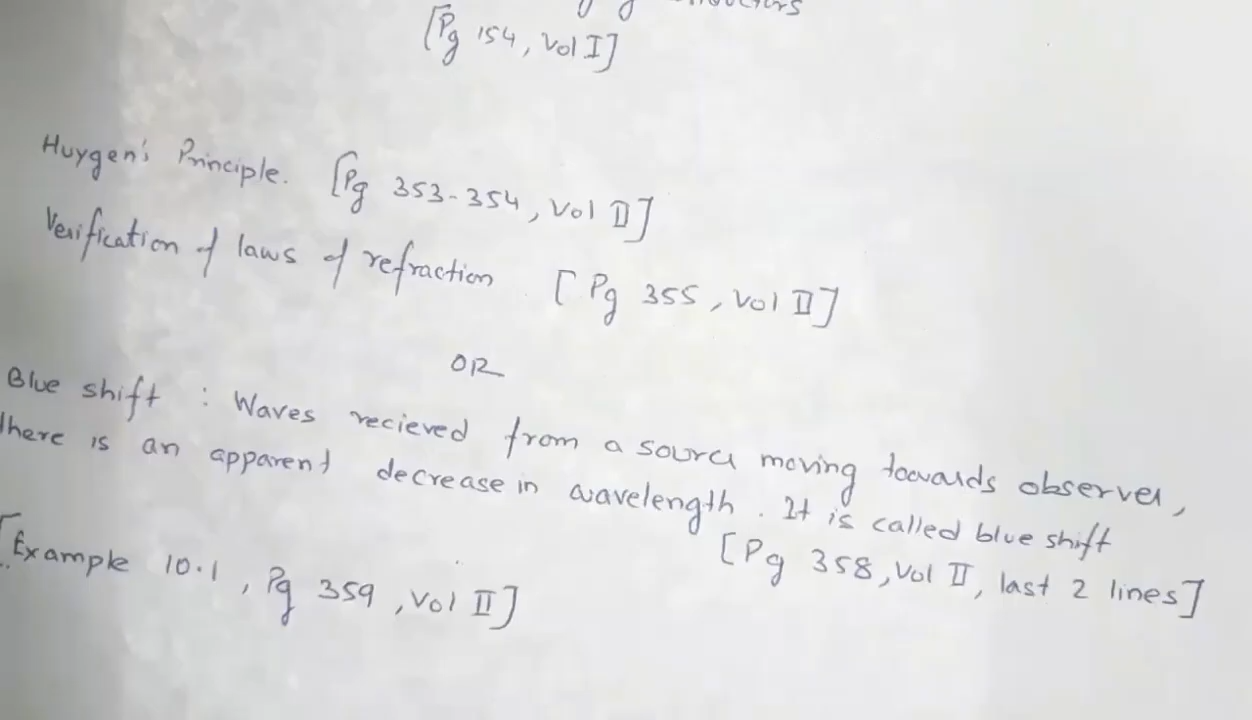 [Pg 154, Vol I]
Huygen's Principle. [Pg 353-354, Vol II]
Verification of laws of refraction [Pg 355, Vol II]
OR
Blue shift : Waves recieved from a source moving towards observer,
there is an apparent decrease in wavelength. It is called blue shift
[Pg 358, Vol II, last 2 lines]
[Example 10.1, Pg 359, Vol II]